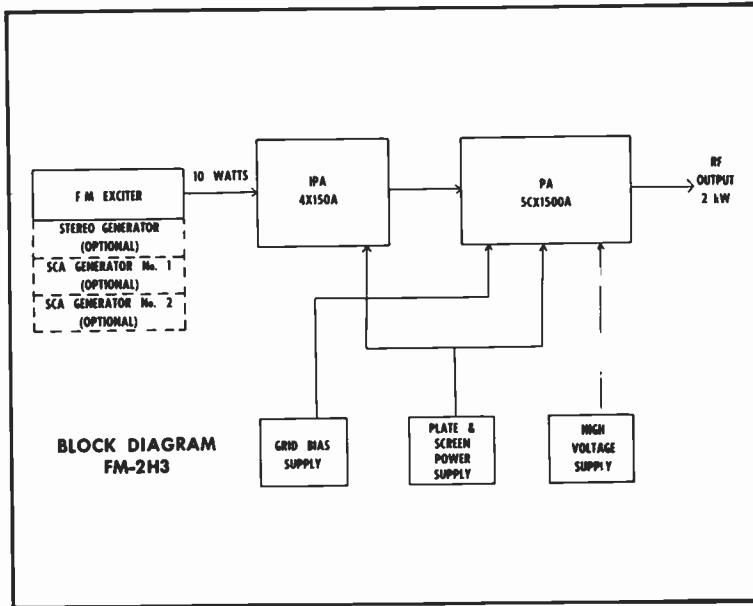 FM EXCITER
STEREO GENERATOR
(OPTIONAL)
SCA GENERATOR No. 1
(OPTIONAL)
SCA GENERATOR No. 2
(OPTIONAL)
10 WATTS
IPA
4X150A
PA
5CX1500A
RF
OUTPUT
2 kW
BLOCK DIAGRAM
FM-2H3
GRID BIAS
SUPPLY
PLATE &
SCREEN
POWER
SUPPLY
HIGH
VOLTAGE
SUPPLY